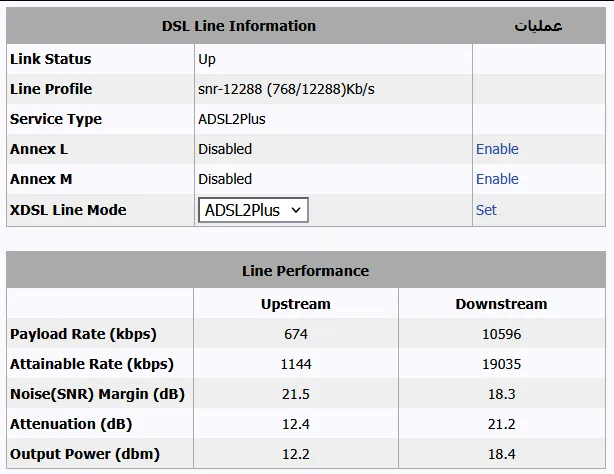 DSL Line Information عملیات
Link Status Up
Line Profile snr-12288 (768/12288)Kb/s
Service Type ADSL2Plus
Annex L Disabled Enable
Annex M Disabled Enable
XDSL Line Mode ADSL2Plus Set
Line Performance
Upstream Downstream
Payload Rate (kbps) 674 10596
Attainable Rate (kbps) 1144 19035
Noise(SNR) Margin (dB) 21.5 18.3
Attenuation (dB) 12.4 21.2
Output Power (dbm) 12.2 18.4